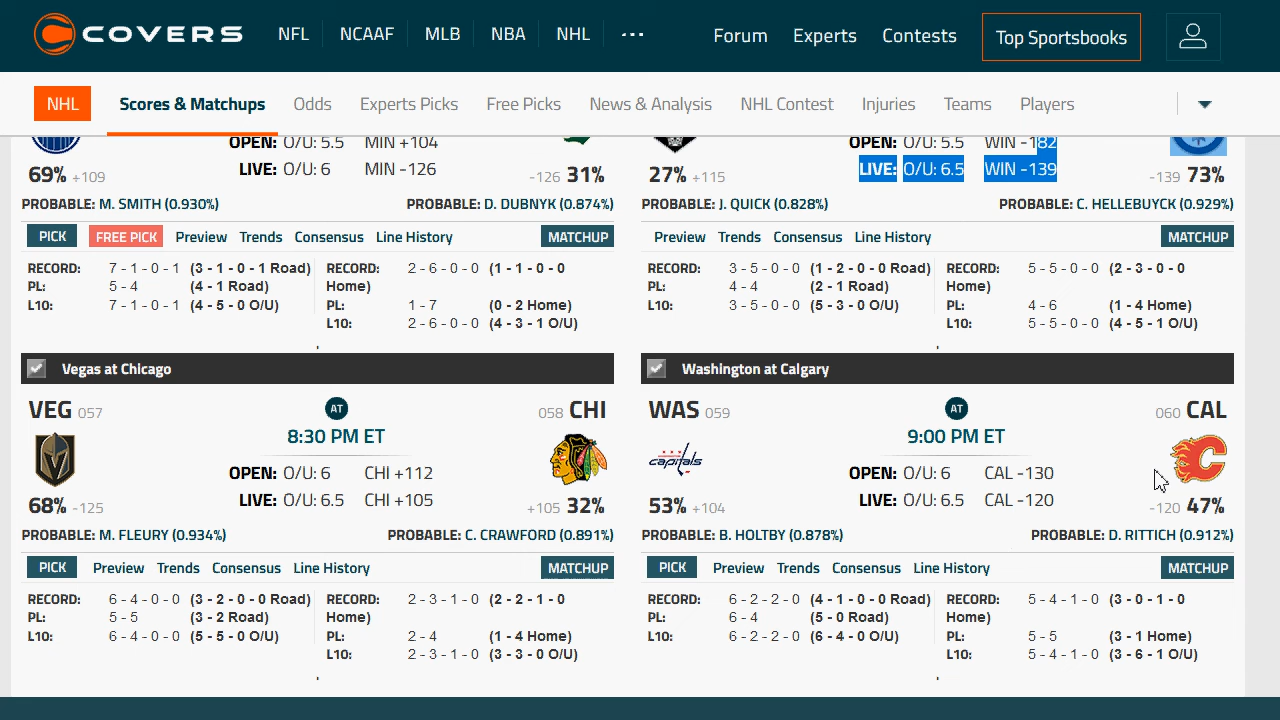 COVERS NFL NCAAF MLB NBA NHL ... Forum Experts Contests Top Sportsbooks
NHL Scores & Matchups Odds Experts Picks Free Picks News & Analysis NHL Contest Injuries Teams Players
OPEN: O/U: 5.5 MIN +104
LIVE: O/U: 6 MIN -126
69% +109 -126 31%
PROBABLE: M. SMITH (0.930%) PROBABLE: D. DUBNYK (0.874%)
PICK FREE PICK Preview Trends Consensus Line History MATCHUP
RECORD: 7 - 1 - 0 - 1 (3 - 1 - 0 - 1 Road)
PL: 5 - 4 (4 - 1 Road)
L10: 7 - 1 - 0 - 1 (4 - 5 - 0 O/U)
RECORD: 2 - 6 - 0 - 0 (1 - 1 - 0 - 0
Home)
PL: 1 - 7 (0 - 2 Home)
L10: 2 - 6 - 0 - 0 (4 - 3 - 1 O/U)
OPEN: O/U: 5.5 WIN -182
LIVE: O/U: 6.5 WIN -139
27% +115 -139 73%
PROBABLE: J. QUICK (0.828%) PROBABLE: C. HELLEBUYCK (0.929%)
Preview Trends Consensus Line History MATCHUP
RECORD: 3 - 5 - 0 - 0 (1 - 2 - 0 - 0 Road)
PL: 4 - 4 (2 - 1 Road)
L10: 3 - 5 - 0 - 0 (5 - 3 - 0 O/U)
RECORD: 5 - 5 - 0 - 0 (2 - 3 - 0 - 0
Home)
PL: 4 - 6 (1 - 4 Home)
L10: 5 - 5 - 0 - 0 (4 - 5 - 1 O/U)
Vegas at Chicago
VEG 057 AT 058 CHI
8:30 PM ET
OPEN: O/U: 6 CHI +112
LIVE: O/U: 6.5 CHI +105
68% -125 +105 32%
PROBABLE: M. FLEURY (0.934%) PROBABLE: C. CRAWFORD (0.891%)
PICK Preview Trends Consensus Line History MATCHUP
RECORD: 6 - 4 - 0 - 0 (3 - 2 - 0 - 0 Road)
PL: 5 - 5 (3 - 2 Road)
L10: 6 - 4 - 0 - 0 (5 - 5 - 0 O/U)
RECORD: 2 - 3 - 1 - 0 (2 - 2 - 1 - 0
Home)
PL: 2 - 4 (1 - 4 Home)
L10: 2 - 3 - 1 - 0 (3 - 3 - 0 O/U)
Washington at Calgary
WAS 059 AT 060 CAL
9:00 PM ET
capitals
OPEN: O/U: 6 CAL -130
LIVE: O/U: 6.5 CAL -120
53% +104 -120 47%
PROBABLE: B. HOLTBY (0.878%) PROBABLE: D. RITTICH (0.912%)
PICK Preview Trends Consensus Line History MATCHUP
RECORD: 6 - 2 - 2 - 0 (4 - 1 - 0 - 0 Road)
PL: 6 - 4 (5 - 0 Road)
L10: 6 - 2 - 2 - 0 (6 - 4 - 0 O/U)
RECORD: 5 - 4 - 1 - 0 (3 - 0 - 1 - 0
Home)
PL: 5 - 5 (3 - 1 Home)
L10: 5 - 4 - 1 - 0 (3 - 6 - 1 O/U)